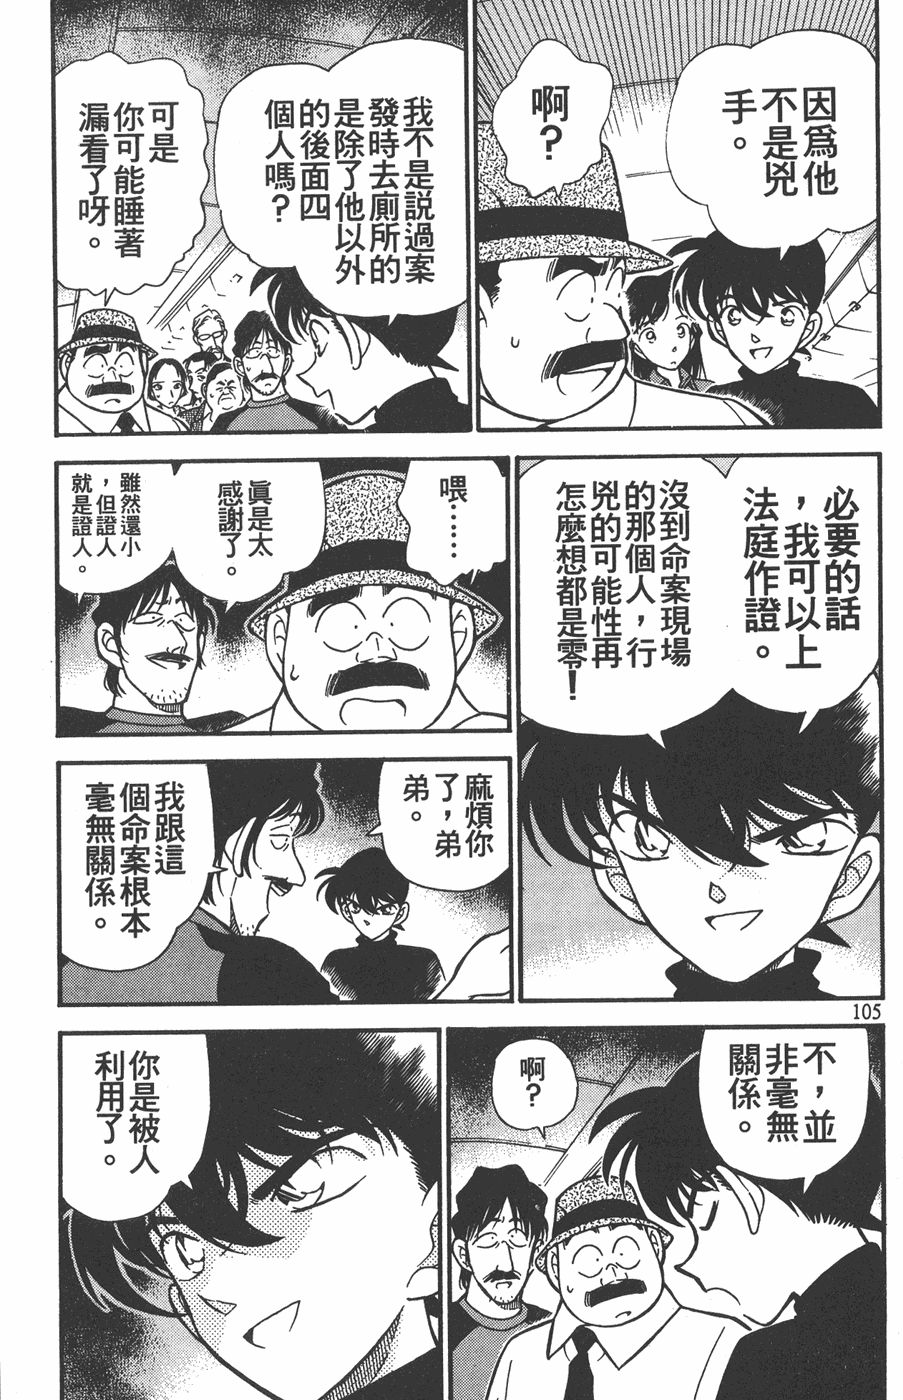 因爲他
不是兇
手。
啊?
我不是說過案
發時去廁所的
是除了他以外
的後面四
個人嗎?
可是
你可能睡著
漏看了呀。
必要的話
，我可以上
法庭作證。
沒到命案現場
的那個人，行
兇的可能性再
怎麼想都是零!
喂……
眞是太
感謝了。
雖然還小
，但證人
就是證人。
麻煩你
了，弟
弟。
我跟這
個命案根本
毫無關係。
105
不，並
非毫無
關係。
啊?
你是被人
利用了。